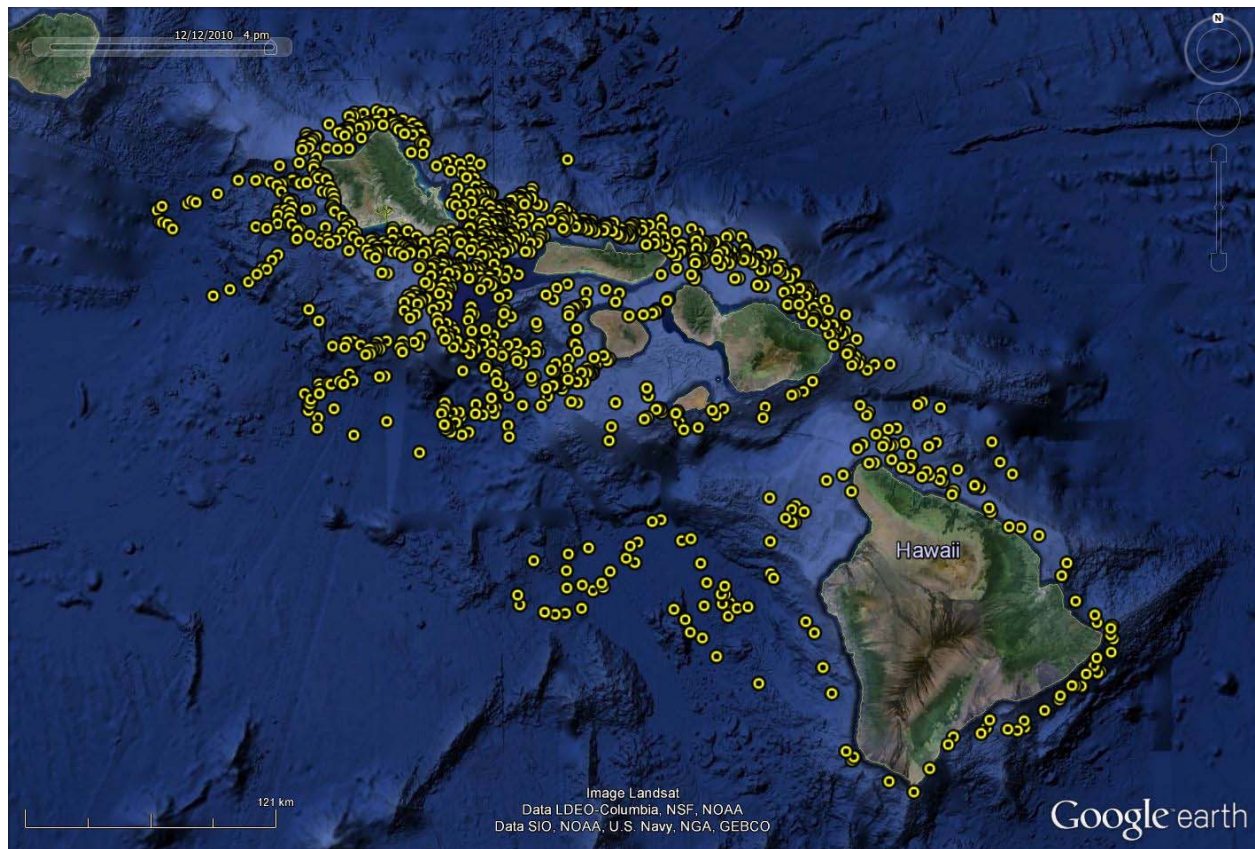 12/12/2010 4 pm
N
Hawaii
121 km
Image Landsat
Data LDEO-Columbia, NSF, NOAA
Data SIO, NOAA, U.S. Navy, NGA, GEBCO
Google earth